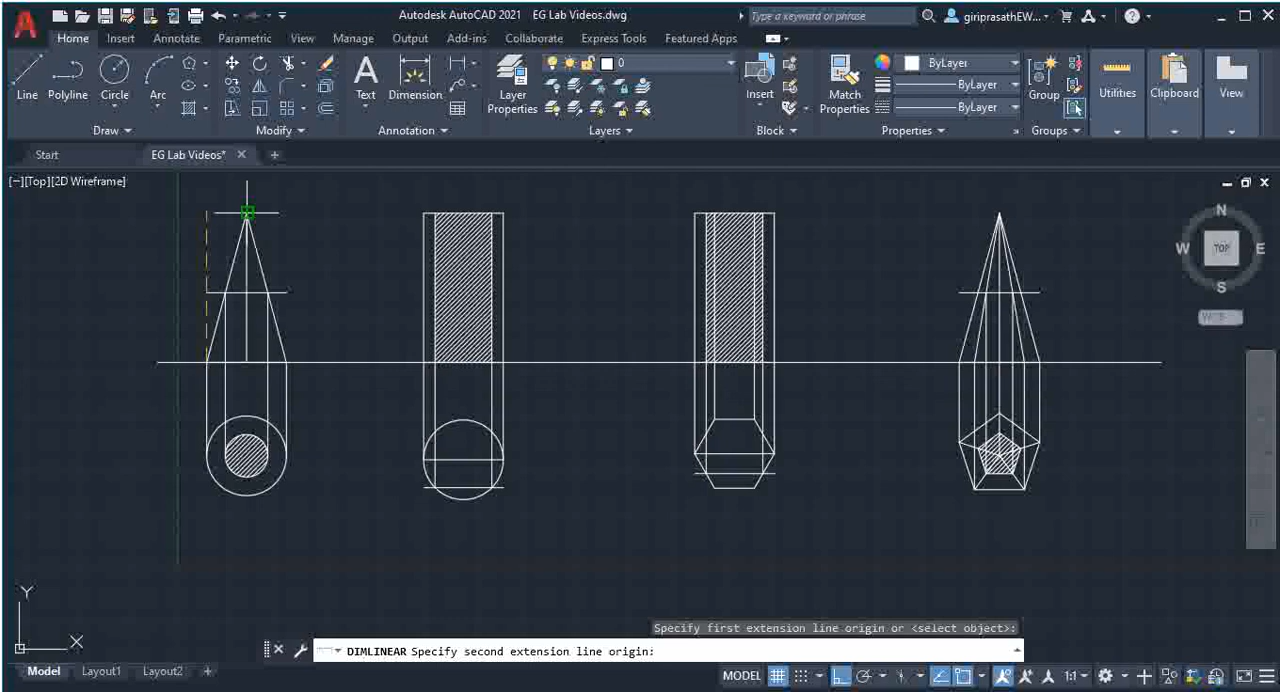 Autodesk AutoCAD 2021 EG Lab Videos.dwg
Type a keyword or phrase
giriprasathEW...
Home Insert Annotate Parametric View Manage Output Add-ins Collaborate Express Tools Featured Apps
Line Polyline Circle Arc
Text Dimension
Layer Properties
0
Insert
Match Properties
ByLayer
ByLayer
ByLayer
Group
Utilities
Clipboard
View
Draw Modify Annotation Layers Block Properties Groups
Start EG Lab Videos*
[−][Top][2D Wireframe]
N
W TOP E
S
Y
X
Specify first extension line origin or <select object>:
DIMLINEAR Specify second extension line origin:
Model Layout1 Layout2 +
MODEL 1:1